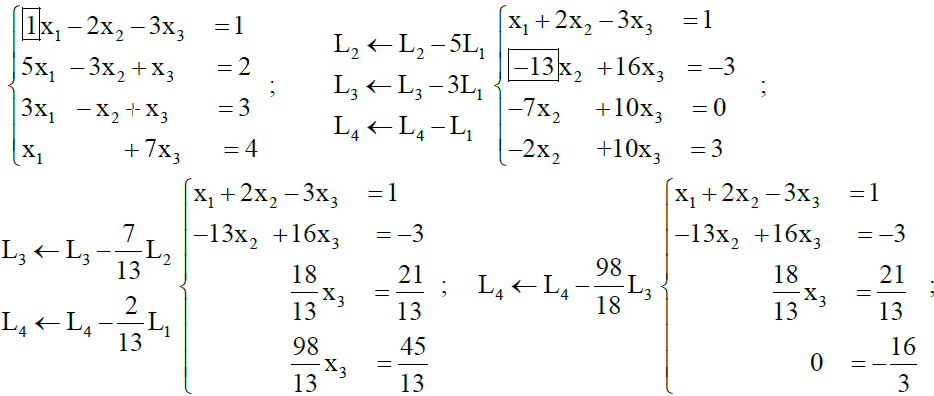 { [1]x₁ − 2x₂ − 3x₃ = 1
5x₁ − 3x₂ + x₃ = 2
3x₁ − x₂ + x₃ = 3
x₁ + 7x₃ = 4 ;
L₂ ← L₂ − 5L₁
L₃ ← L₃ − 3L₁
L₄ ← L₄ − L₁
{ x₁ + 2x₂ − 3x₃ = 1
[−13]x₂ + 16x₃ = −3
−7x₂ + 10x₃ = 0
−2x₂ + 10x₃ = 3 ;
L₃ ← L₃ − 7/13 L₂
L₄ ← L₄ − 2/13 L₁
{ x₁ + 2x₂ − 3x₃ = 1
−13x₂ + 16x₃ = −3
18/13 x₃ = 21/13
98/13 x₃ = 45/13 ;
L₄ ← L₄ − 98/18 L₃
{ x₁ + 2x₂ − 3x₃ = 1
−13x₂ + 16x₃ = −3
18/13 x₃ = 21/13
0 = −16/3 ;